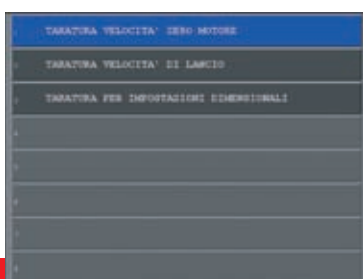 TARATURA VELOCITA' ZERO MOTORE
TARATURA VELOCITA' DI LANCIO
TARATURA PER IMPOSTAZIONI DIMENSIONALI